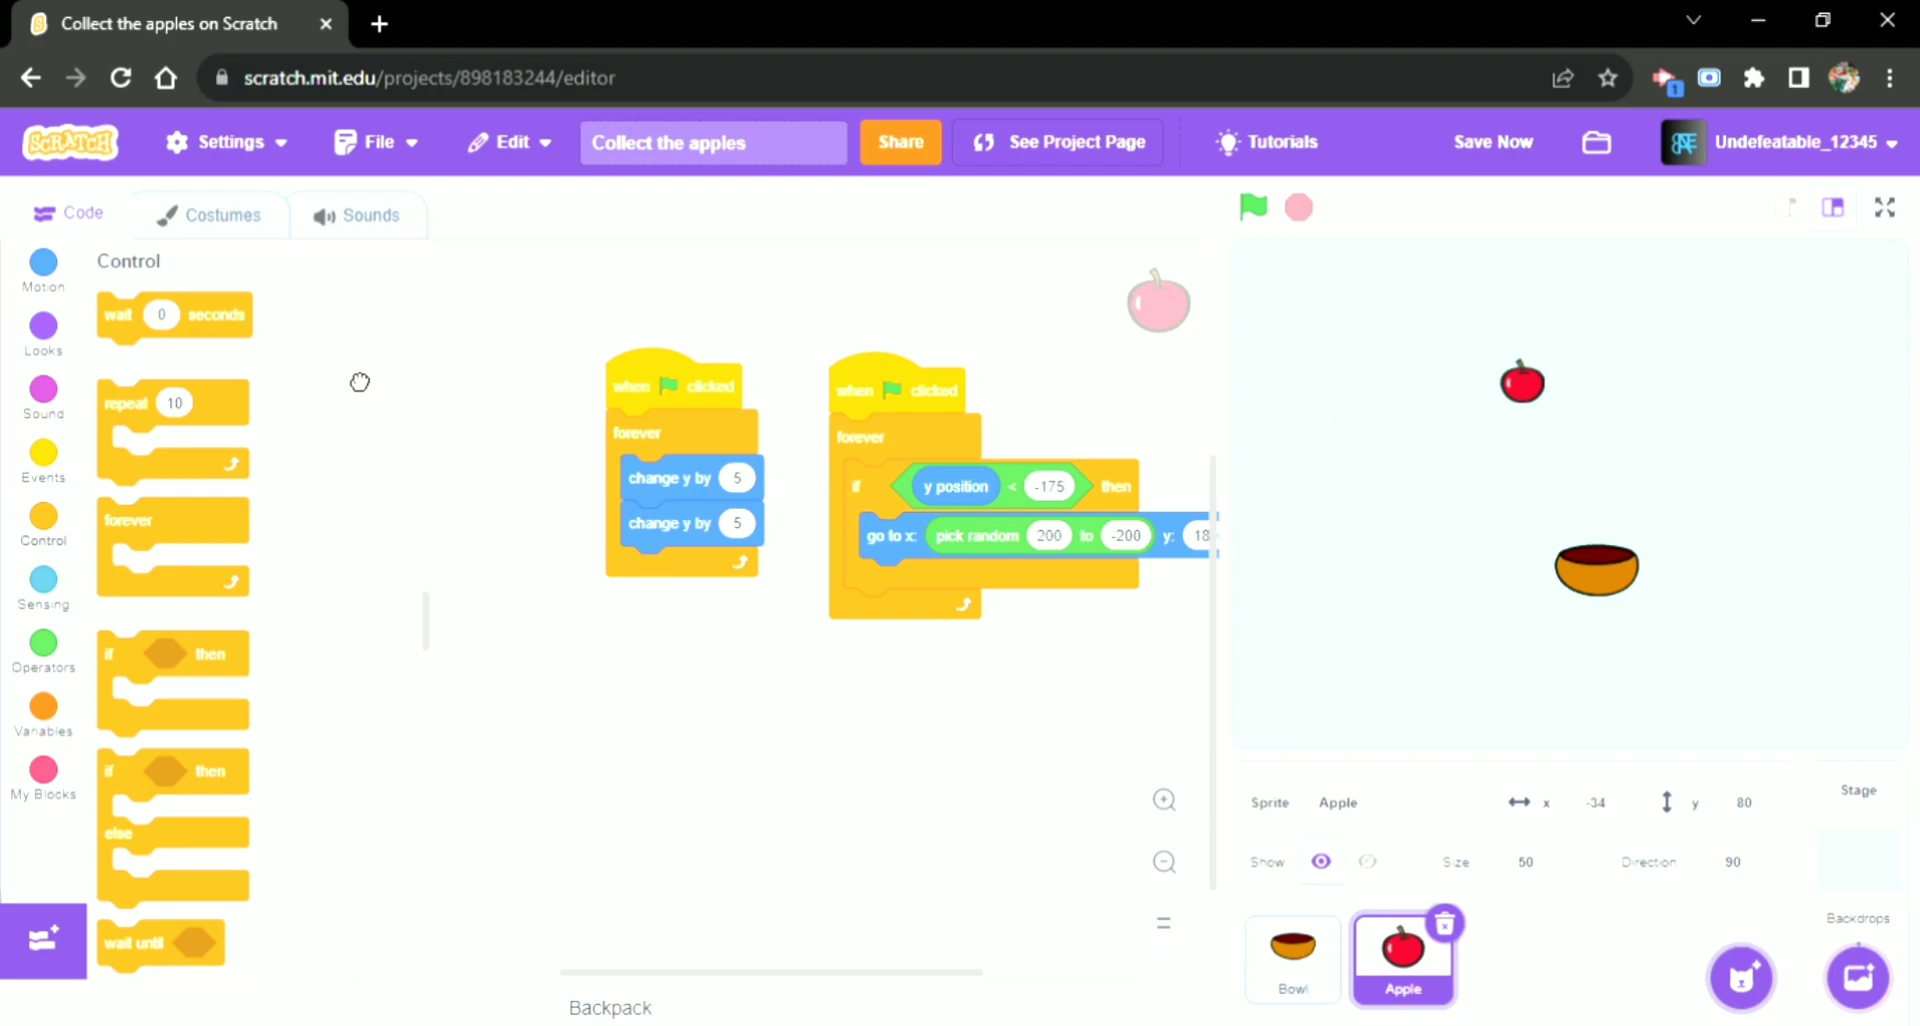 Collect the apples on Scratch
scratch.mit.edu/projects/898183244/editor
1
SCRATCH
Settings
File
Edit
Collect the apples
Share
See Project Page
Tutorials
Save Now
Undefeatable_12345
Code
Costumes
Sounds
Motion
Looks
Sound
Events
Control
Sensing
Operators
Variables
My Blocks
Control
wait 0 seconds
repeat 10
forever
if then
if then
else
wait until
when clicked
forever
change y by 5
change y by 5
when clicked
forever
if y position < -175 then
go to x: pick random 200 to -200 y: 18
Backpack
Sprite Apple x -34 y 80
Show Size 50 Direction 90
Bowl
Apple
Stage
Backdrops